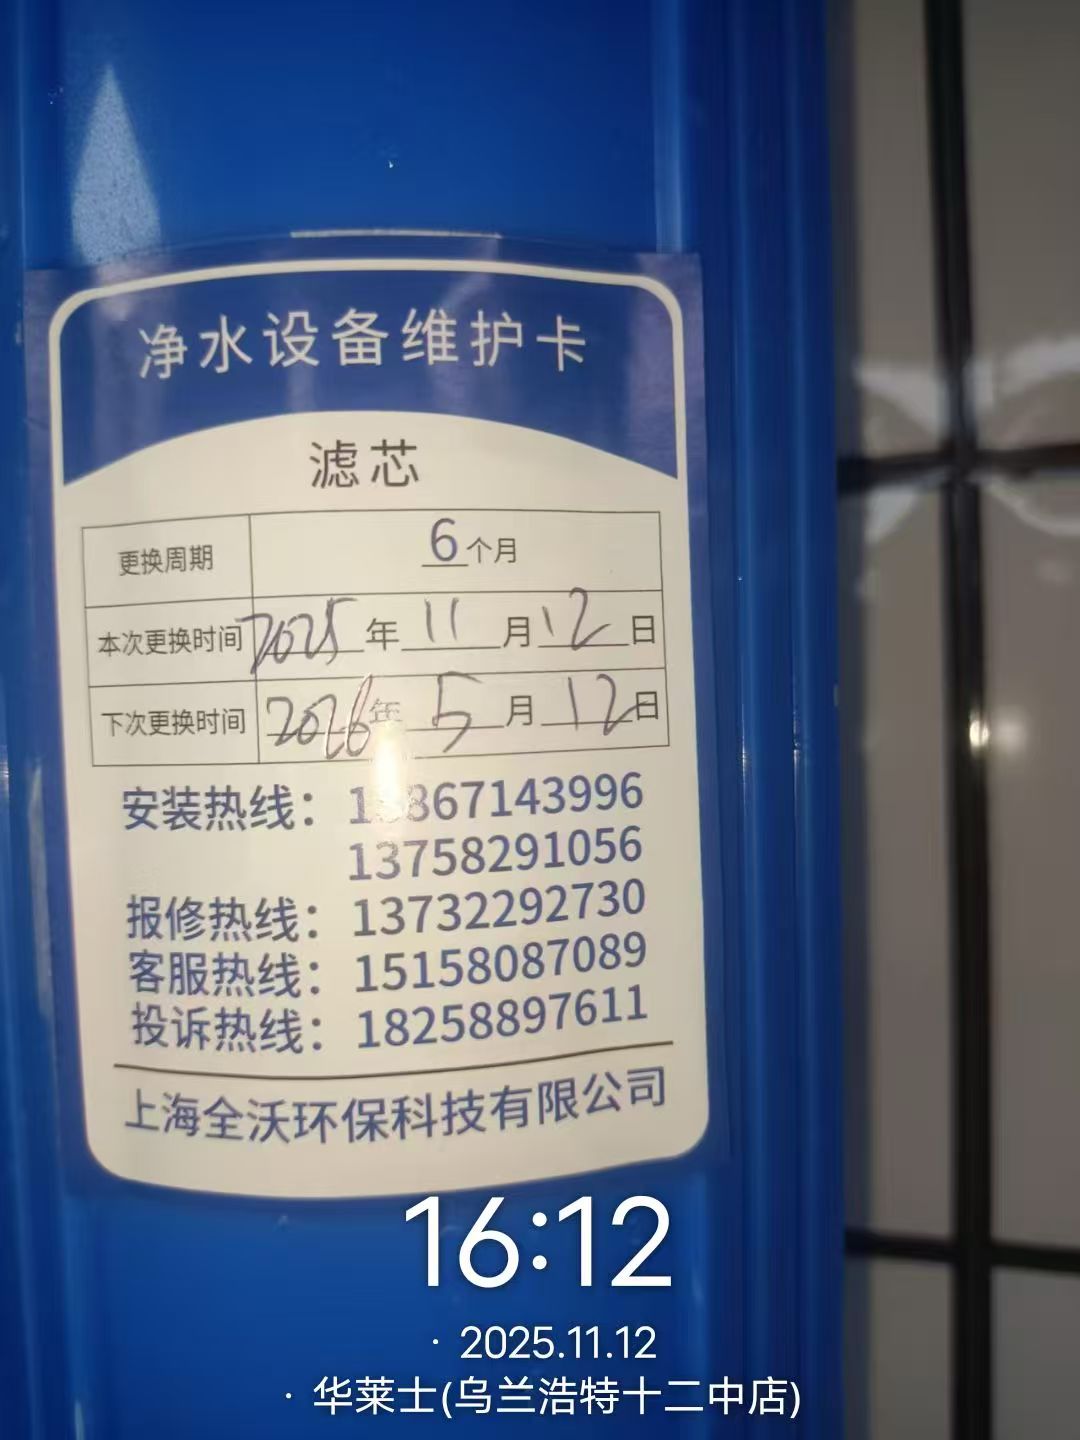 净水设备维护卡
滤芯
更换周期 6个月
本次更换时间 2025年11月12日
下次更换时间 2026年5月12日
安装热线： 867143996
13758291056
报修热线：13732292730
客服热线：15158087089
投诉热线：18258897611
上海全沃环保科技有限公司
16:12
· 2025.11.12
· 华莱士(乌兰浩特十二中店)